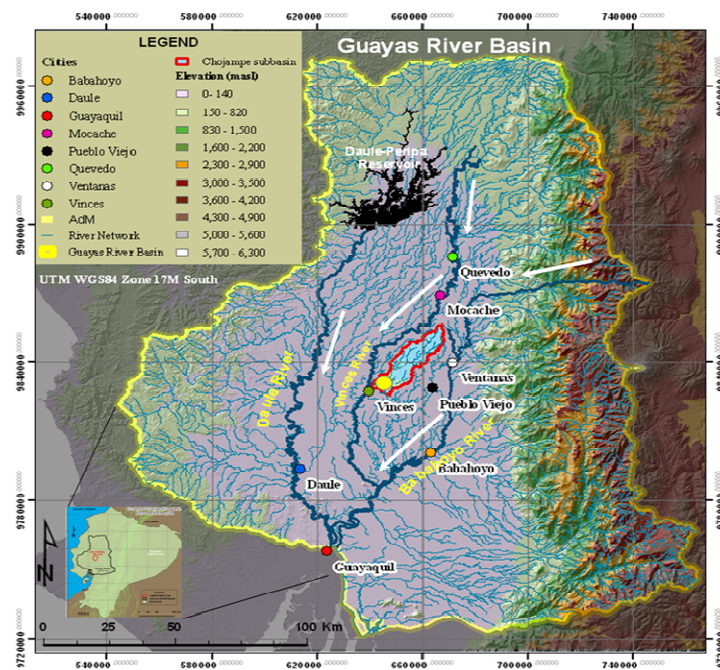 540000 580000 620000 660000 700000 740000
Guayas River Basin
LEGEND
Cities
Babahoyo
Daule
Guayaquil
Mocache
Pueblo Viejo
Quevedo
Ventanas
Vinces
AdM
River Network
Guayas River Basin
Chojampe subbasin
Elevation (masl)
0- 140
150 - 820
830 - 1,500
1,600 - 2,200
2,300 - 2,900
3,000 - 3,500
3,600 - 4,200
4,300 - 4,900
5,000 - 5,600
5,700 - 6,300
UTM WGS84 Zone 17M South
Daule-Peripa
Reservoir
Quevedo
Mocache
Ventanas
Vinces
Pueblo Viejo
Babahoyo
Daule
Guayaquil
Daule River
Vinces River
Babahoyo River
9960000
9900000
9840000
9780000
9720000
N
0 25 50 100 Km
540000 580000 620000 660000 700000 740000